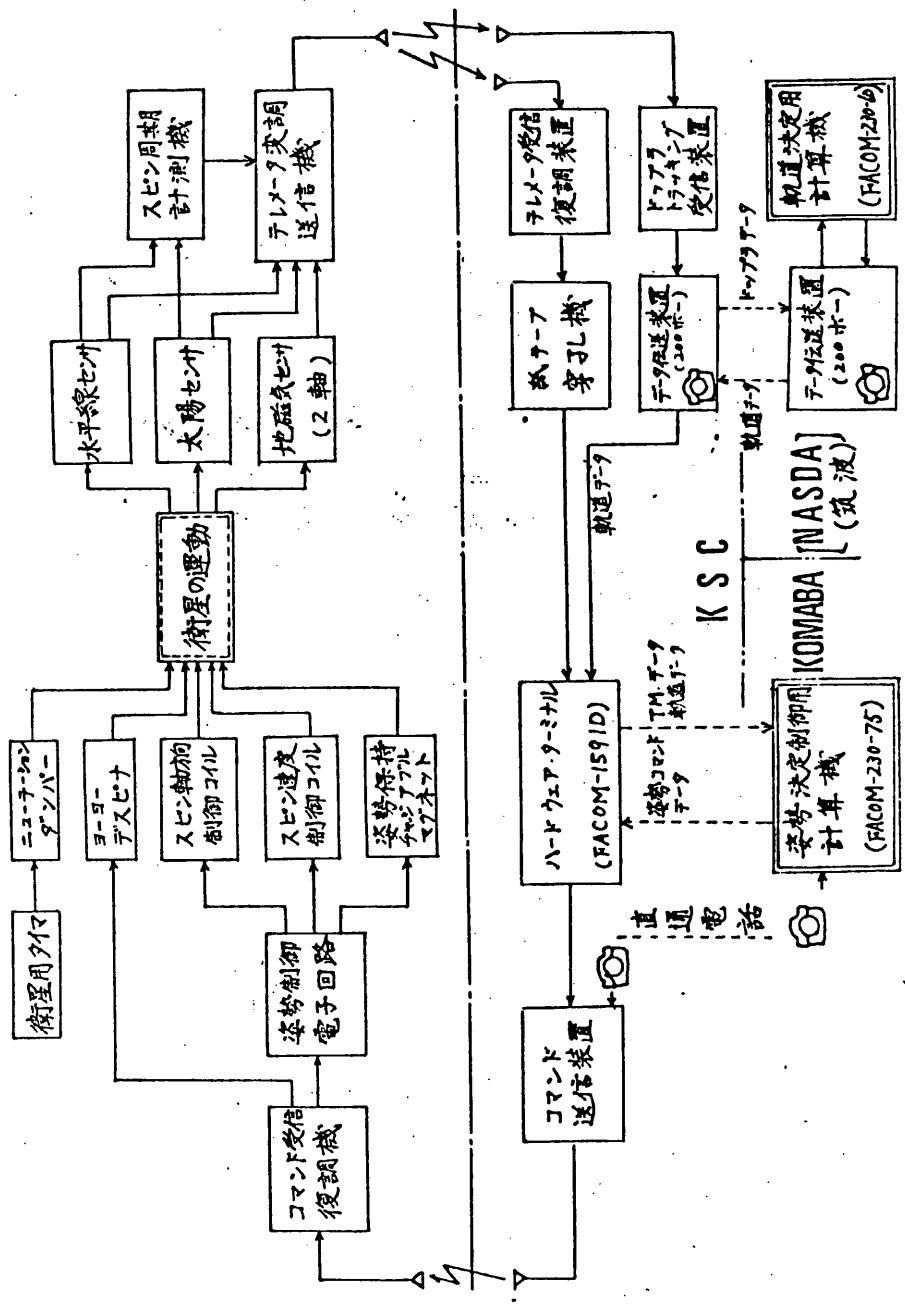 衛星用タイマ
ニューテーション
ダンパー
ヨーヨー
デスピナ
スピン軸方向
制御コイル
スピン速度
制御コイル
姿勢保持
チャージアブル
マグネット
コマンド受信
復調機
姿勢制御
電子回路
衛星の運動
水平線センサ
太陽センサ
地磁気センサ
(2軸)
スピン周期
計測機
テレメータ変調
送信機
コマンド
送信装置
ハードウェア・ターミナル
(FACOM-1591D)
紙テープ
穿孔機
テレメータ受信
復調装置
ドップラ
トラッキング
受信装置
データ伝送装置
(200ボー)
軌道データ
KSC
直通電話
姿勢コマンド
データ
TM.データ
軌道データ
軌道データ
ドップラデータ
姿勢決定制御用
計算機
(FACOM-230-75)
KOMABA
[NASDA]
(筑波)
データ伝送装置
(200ボー)
軌道決定用
計算機